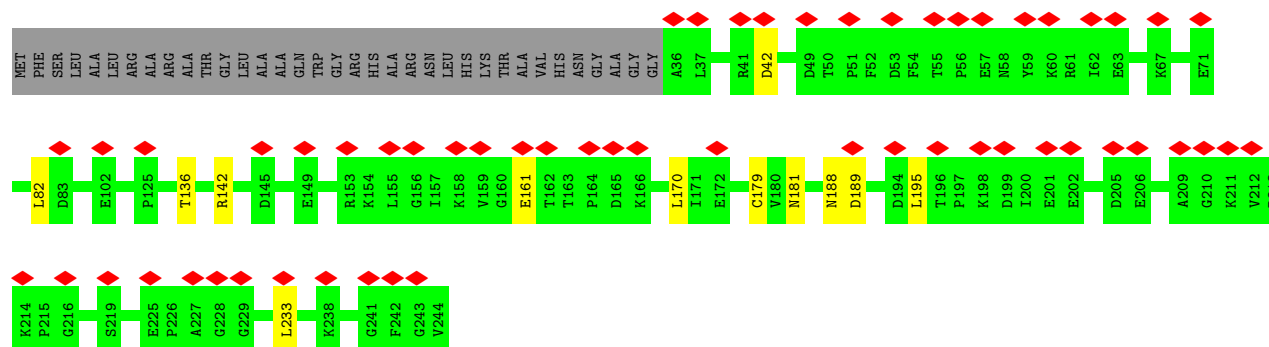 MET PHE SER LEU ALA LEU ARG ALA ARG ALA THR GLY LEU ALA ALA GLN TRP GLY ARG HIS ALA ARG ASN LEU HIS LYS THR ALA VAL HIS ASN GLY ALA GLY GLY A36 L37 R41 D42 D49 T50 P51 F52 D53 F54 T55 P56 E57 N58 Y59 K60 R61 I62 E63 K67 E71
L82 D83 E102 P125 T136 R142 D145 E149 R153 K154 L155 G156 I157 K158 V159 G160 E161 T162 T163 P164 D165 K166 L170 I171 E172 C179 V180 N181 N188 D189 D194 L195 T196 P197 K198 D199 I200 E201 E202 D205 E206 A209 G210 K211 V212
K214 P215 G216 S219 E225 P226 A227 G228 G229 L233 K238 G241 F242 G243 V244